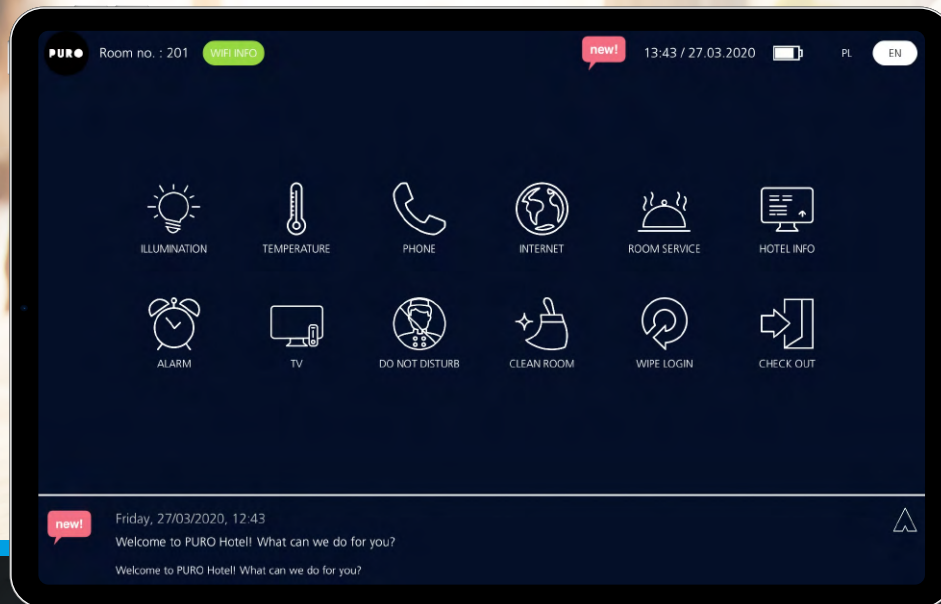 PURO
Room no. : 201
WIFI INFO
new!
13:43 / 27.03.2020
PL
EN
ILLUMINATION
TEMPERATURE
PHONE
INTERNET
ROOM SERVICE
HOTEL INFO
ALARM
TV
DO NOT DISTURB
CLEAN ROOM
WIPE LOGIN
CHECK OUT
new!
Friday, 27/03/2020, 12:43
Welcome to PURO Hotel! What can we do for you?
Welcome to PURO Hotel! What can we do for you?